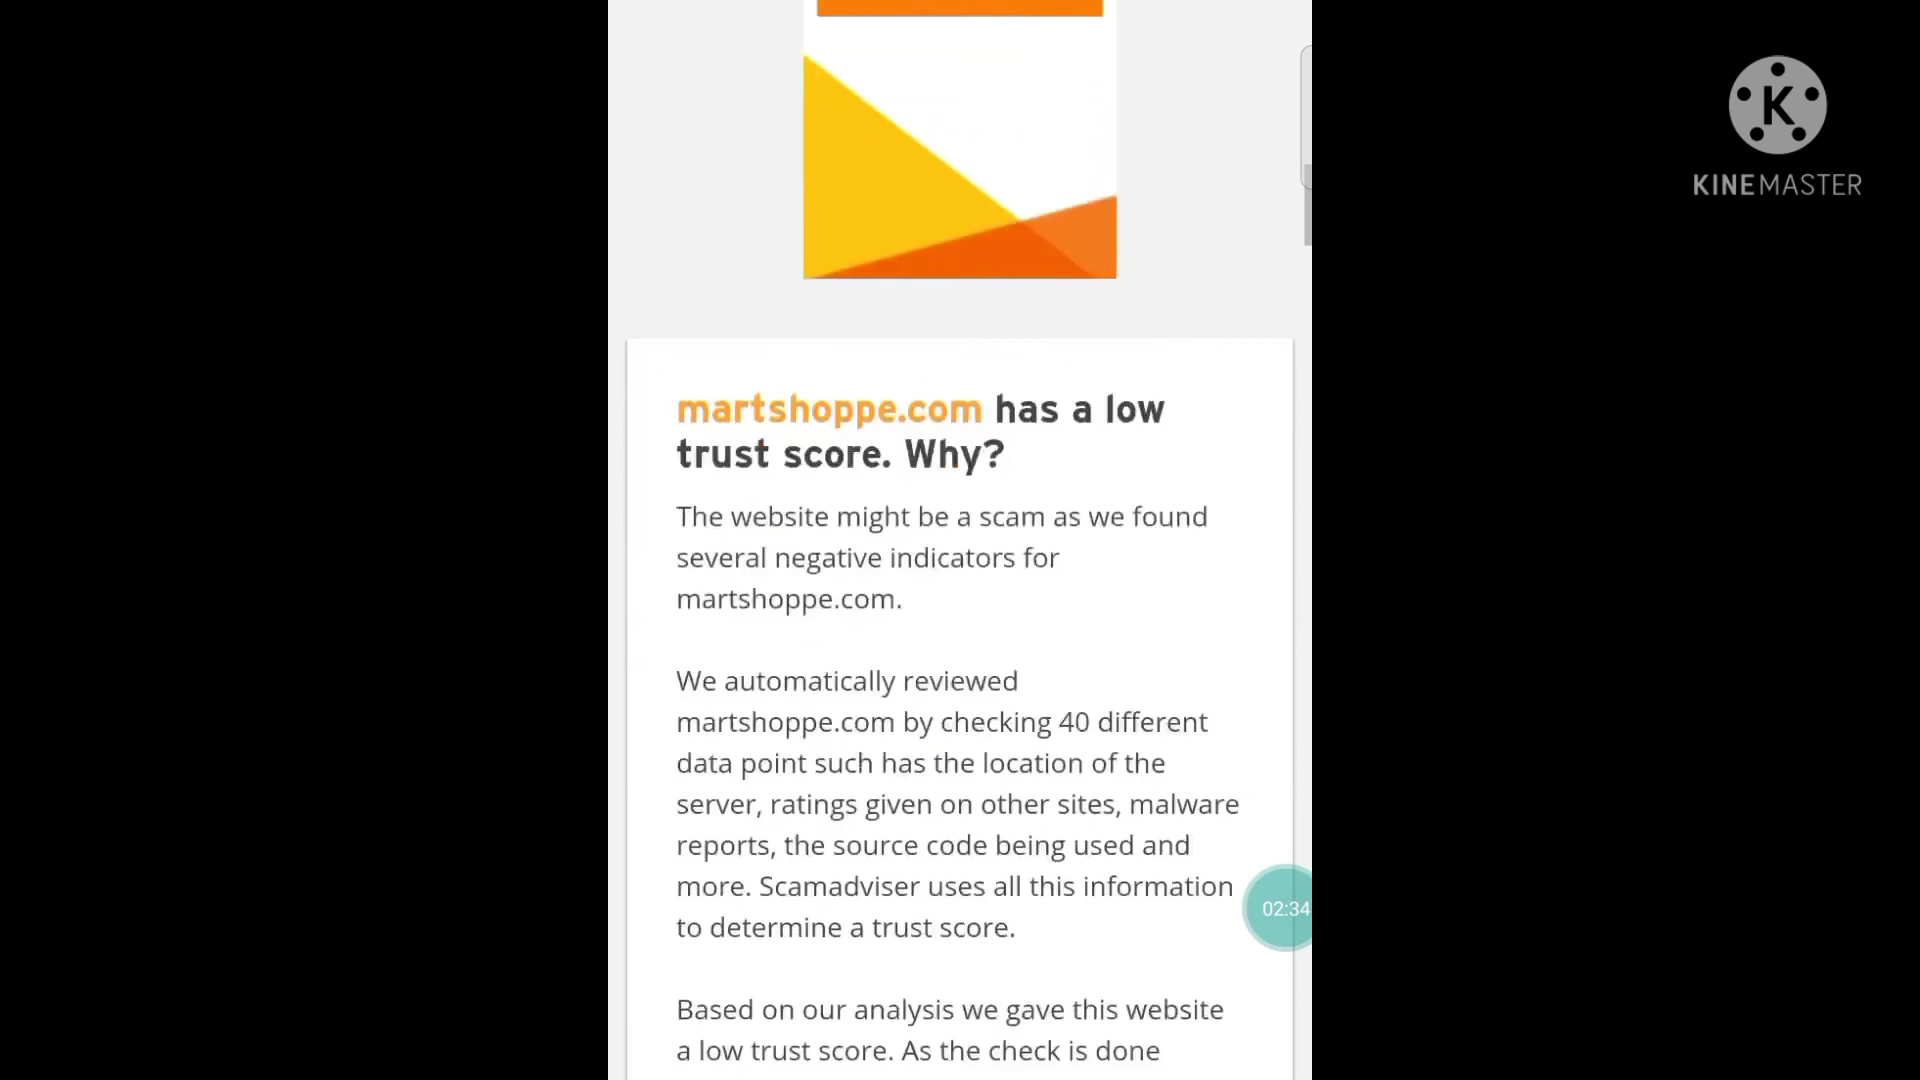 K
KINEMASTER
martshoppe.com has a low
trust score. Why?
The website might be a scam as we found
several negative indicators for
martshoppe.com.
We automatically reviewed
martshoppe.com by checking 40 different
data point such has the location of the
server, ratings given on other sites, malware
reports, the source code being used and
more. Scamadviser uses all this information
to determine a trust score.
02:34
Based on our analysis we gave this website
a low trust score. As the check is done